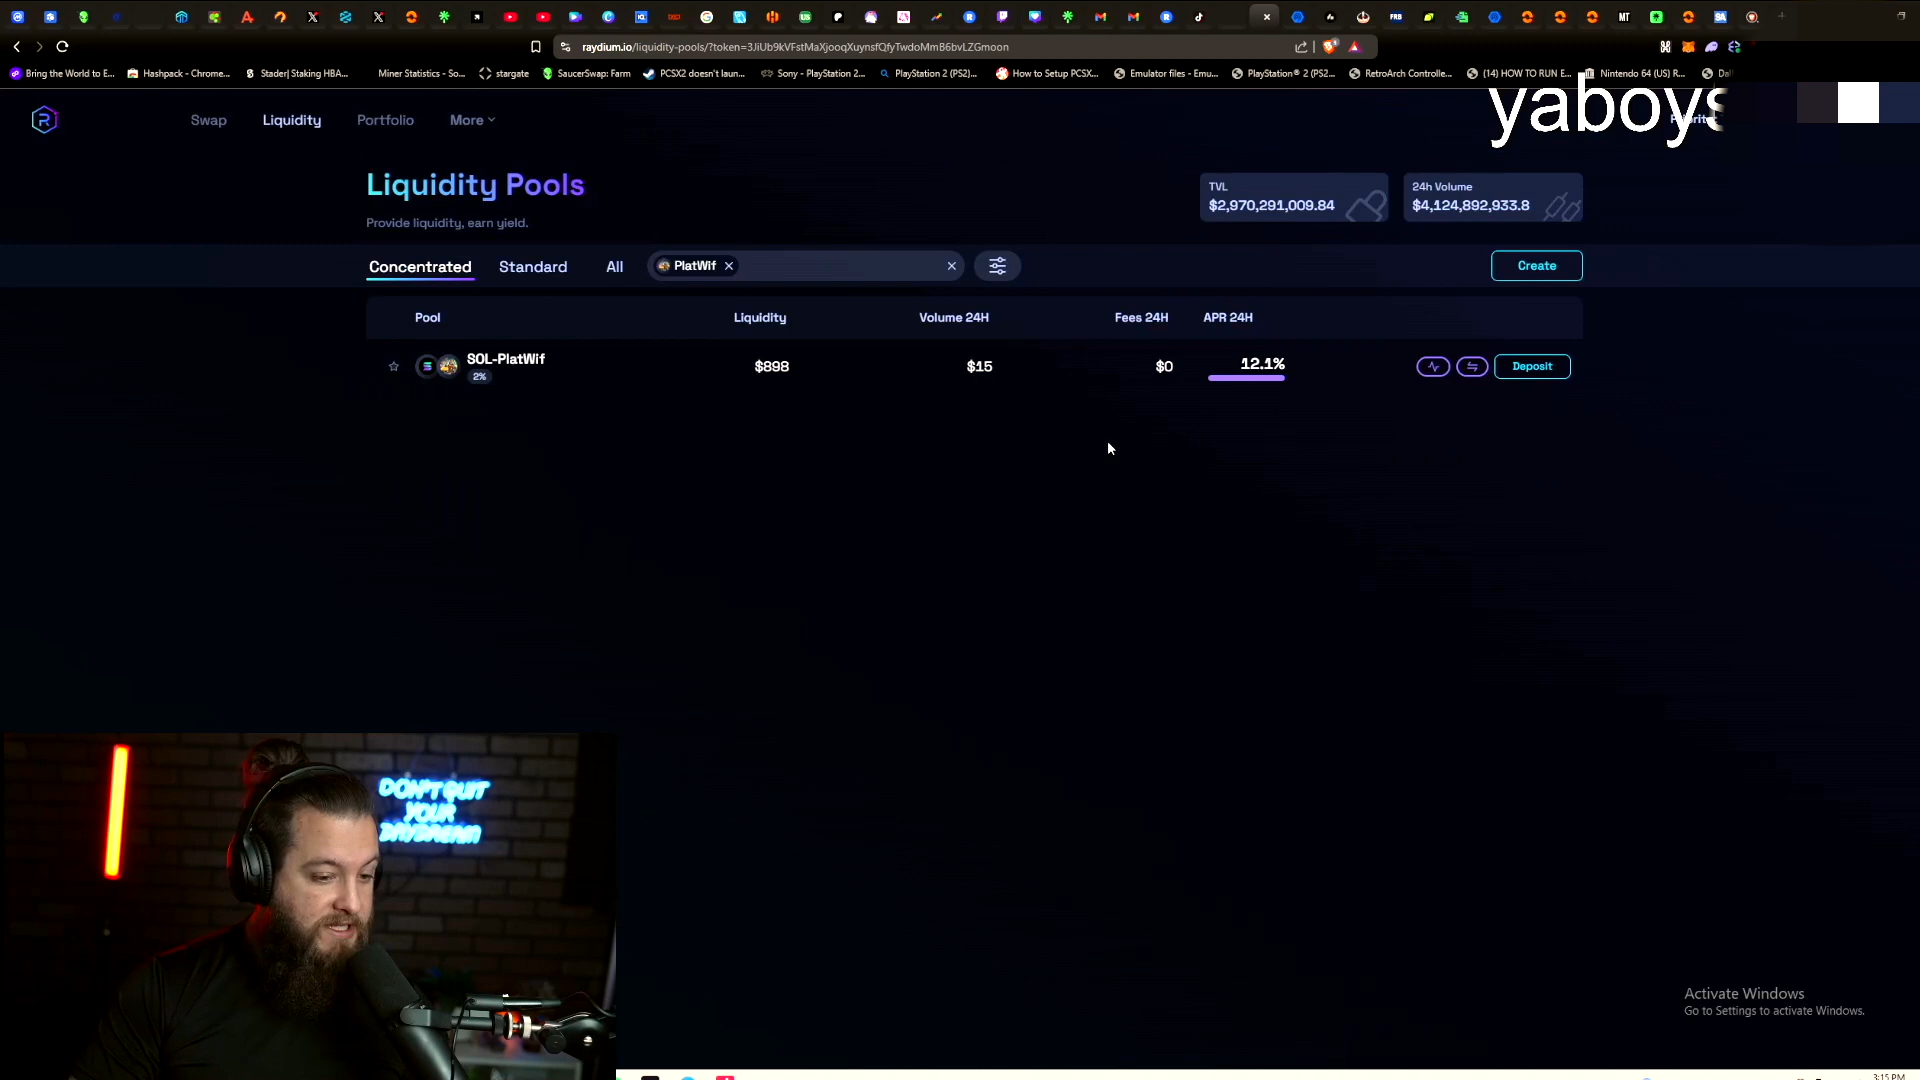 raydium.io/liquidity-pools/?token=3JiUb9kVFstMaXjooqXuynsfQfyTwdoMmB6bvLZGmoon
Bring the World to E...
Hashpack - Chrome...
Stader| Staking HBA...
Miner Statistics - So...
stargate
SaucerSwap: Farm
PCSX2 doesn't laun...
Sony - PlayStation 2...
PlayStation 2 (PS2)...
How to Setup PCSX...
Emulator files - Emu...
PlayStation® 2 (PS2...
RetroArch Controlle...
(14) HOW TO RUN E...
Nintendo 64 (US) R...
yaboys
Swap
Liquidity
Portfolio
More
Liquidity Pools
Provide liquidity, earn yield.
TVL
$2,970,291,009.84
24h Volume
$4,124,892,933.8
Concentrated
Standard
All
PlatWif
Create
Pool
Liquidity
Volume 24H
Fees 24H
APR 24H
SOL-PlatWif
2%
$898
$15
$0
12.1%
Deposit
DON'T QUIT
YOUR
DAYDREAM
Activate Windows
Go to Settings to activate Windows.
3:15 PM